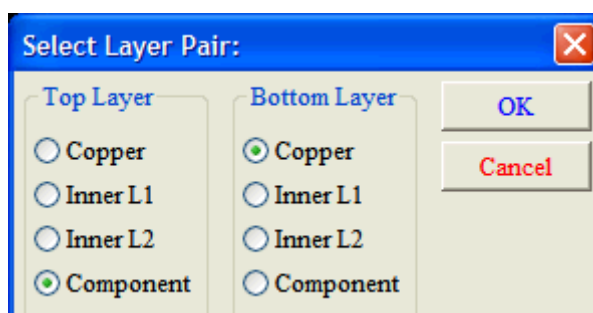 Select Layer Pair:
Top Layer
Copper
Inner L1
Inner L2
Component
Bottom Layer
Copper
Inner L1
Inner L2
Component
OK
Cancel